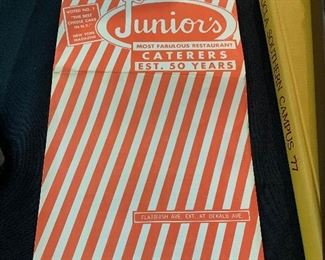 VOTED NO. 1
"THE BEST
CHEESE CAKE
IN N.Y."
NEW YORK
MAGAZINE
Junior's
MOST FABULOUS RESTAURANT
CATERERS
EST. 50 YEARS
FLATBUSH AVE. EXT. AT DEKALB AVE.
SOUTHERN CAMPUS '77